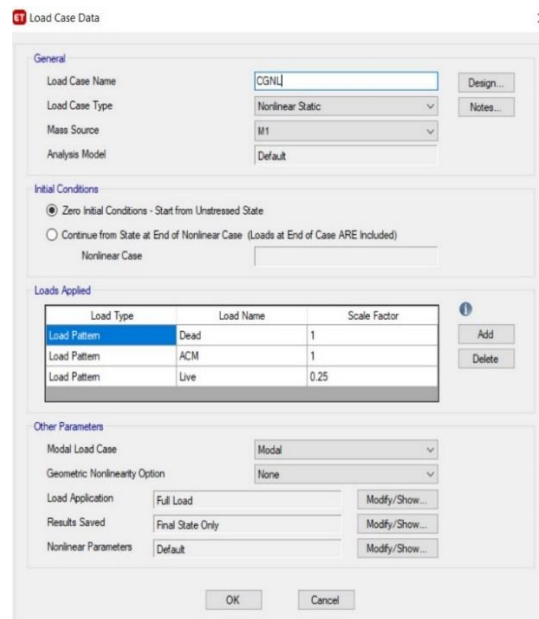 ET Load Case Data
General
Load Case Name CGNL Design...
Load Case Type Nonlinear Static Notes...
Mass Source M1
Analysis Model Default
Initial Conditions
Zero Initial Conditions - Start from Unstressed State
Continue from State at End of Nonlinear Case (Loads at End of Case ARE Included)
Nonlinear Case
Loads Applied
Load Type Load Name Scale Factor
Load Pattern Dead 1 Add
Load Pattern ACM 1 Delete
Load Pattern Live 0.25
Other Parameters
Modal Load Case Modal
Geometric Nonlinearity Option None
Load Application Full Load Modify/Show...
Results Saved Final State Only Modify/Show...
Nonlinear Parameters Default Modify/Show...
OK Cancel